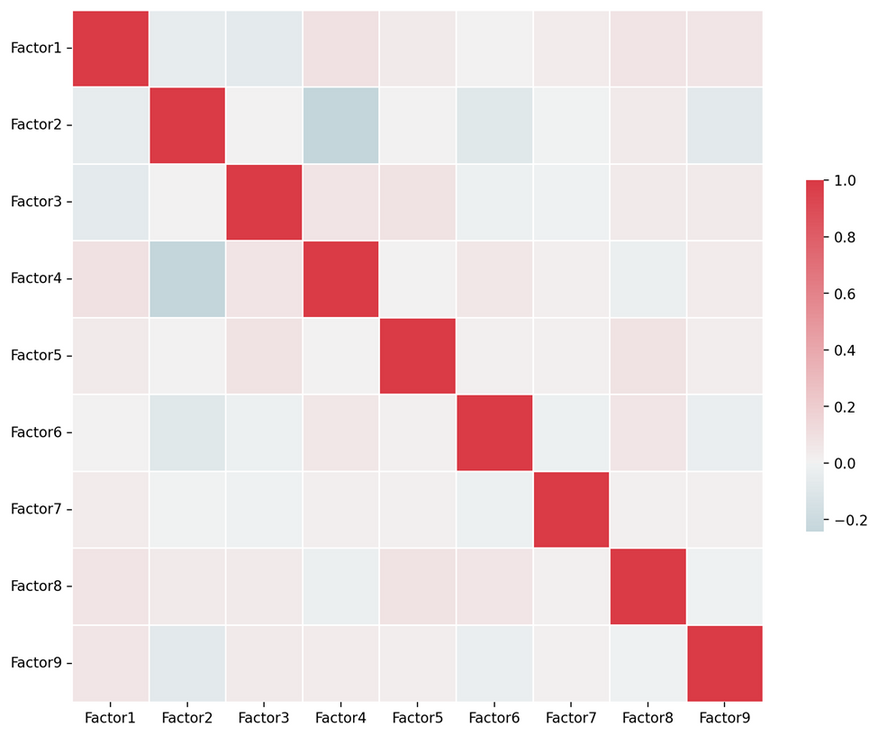 Factor1
Factor2
Factor3
Factor4
Factor5
Factor6
Factor7
Factor8
Factor9
Factor1 Factor2 Factor3 Factor4 Factor5 Factor6 Factor7 Factor8 Factor9
1.0
0.8
0.6
0.4
0.2
0.0
−0.2